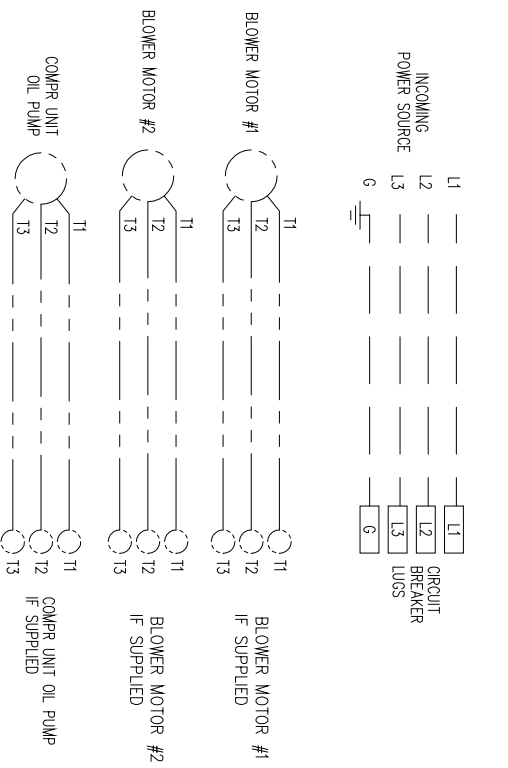 INCOMING
POWER SOURCE
L1
L2
L3
G
L1
L2
L3
G
CIRCUIT
BREAKER
LUGS
BLOWER MOTOR #1
T1
T2
T3
T1
T2
T3
BLOWER MOTOR #1
IF SUPPLIED
BLOWER MOTOR #2
T1
T2
T3
T1
T2
T3
BLOWER MOTOR #2
IF SUPPLIED
COMPR UNIT
OIL PUMP
T1
T2
T3
T1
T2
T3
COMPR UNIT OIL PUMP
IF SUPPLIED